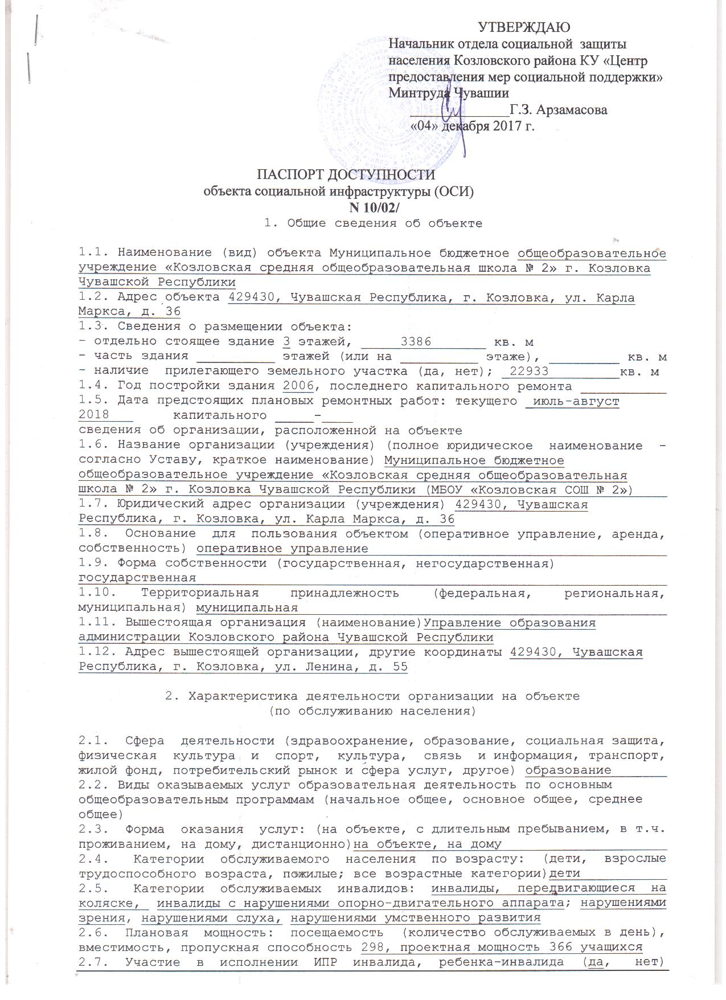 УТВЕРЖДАЮ
Начальник отдела социальной защиты
населения Козловского района КУ «Центр
предоставления мер социальной поддержки»
Минтруда Чувашии
_____________Г.З. Арзамасова
«04» декабря 2017 г.
ПАСПОРТ ДОСТУПНОСТИ
объекта социальной инфраструктуры (ОСИ)
N 10/02/
1. Общие сведения об объекте
1.1. Наименование (вид) объекта Муниципальное бюджетное общеобразовательное
учреждение «Козловская средняя общеобразовательная школа № 2» г. Козловка
Чувашской Республики
1.2. Адрес объекта 429430, Чувашская Республика, г. Козловка, ул. Карла
Маркса, д. 36
1.3. Сведения о размещении объекта:
- отдельно стоящее здание 3 этажей, _____3386_______ кв. м
- часть здания __________ этажей (или на __________ этаже), _________ кв. м
- наличие прилегающего земельного участка (да, нет); _22933_________кв. м
1.4. Год постройки здания 2006, последнего капитального ремонта ___________
1.5. Дата предстоящих плановых ремонтных работ: текущего _июль-август
2018___ капитального _____-____
сведения об организации, расположенной на объекте
1.6. Название организации (учреждения) (полное юридическое наименование -
согласно Уставу, краткое наименование) Муниципальное бюджетное
общеобразовательное учреждение «Козловская средняя общеобразовательная
школа № 2» г. Козловка Чувашской Республики (МБОУ «Козловская СОШ № 2»)
1.7. Юридический адрес организации (учреждения) 429430, Чувашская
Республика, г. Козловка, ул. Карла Маркса, д. 36
1.8. Основание для пользования объектом (оперативное управление, аренда,
собственность) оперативное управление
1.9. Форма собственности (государственная, негосударственная)
государственная
1.10. Территориальная принадлежность (федеральная, региональная,
муниципальная) муниципальная
1.11. Вышестоящая организация (наименование)Управление образования
администрации Козловского района Чувашской Республики
1.12. Адрес вышестоящей организации, другие координаты 429430, Чувашская
Республика, г. Козловка, ул. Ленина, д. 55
2. Характеристика деятельности организации на объекте
(по обслуживанию населения)
2.1. Сфера деятельности (здравоохранение, образование, социальная защита,
физическая культура и спорт, культура, связь и информация, транспорт,
жилой фонд, потребительский рынок и сфера услуг, другое) образование
2.2. Виды оказываемых услуг образовательная деятельность по основным
общеобразовательным программам (начальное общее, основное общее, среднее
общее)
2.3. Форма оказания услуг: (на объекте, с длительным пребыванием, в т.ч.
проживанием, на дому, дистанционно)на объекте, на дому
2.4. Категории обслуживаемого населения по возрасту: (дети, взрослые
трудоспособного возраста, пожилые; все возрастные категории)дети
2.5. Категории обслуживаемых инвалидов: инвалиды, передвигающиеся на
коляске, инвалиды с нарушениями опорно-двигательного аппарата; нарушениями
зрения, нарушениями слуха, нарушениями умственного развития
2.6. Плановая мощность: посещаемость (количество обслуживаемых в день),
вместимость, пропускная способность 298, проектная мощность 366 учащихся
2.7. Участие в исполнении ИПР инвалида, ребенка-инвалида (да, нет)